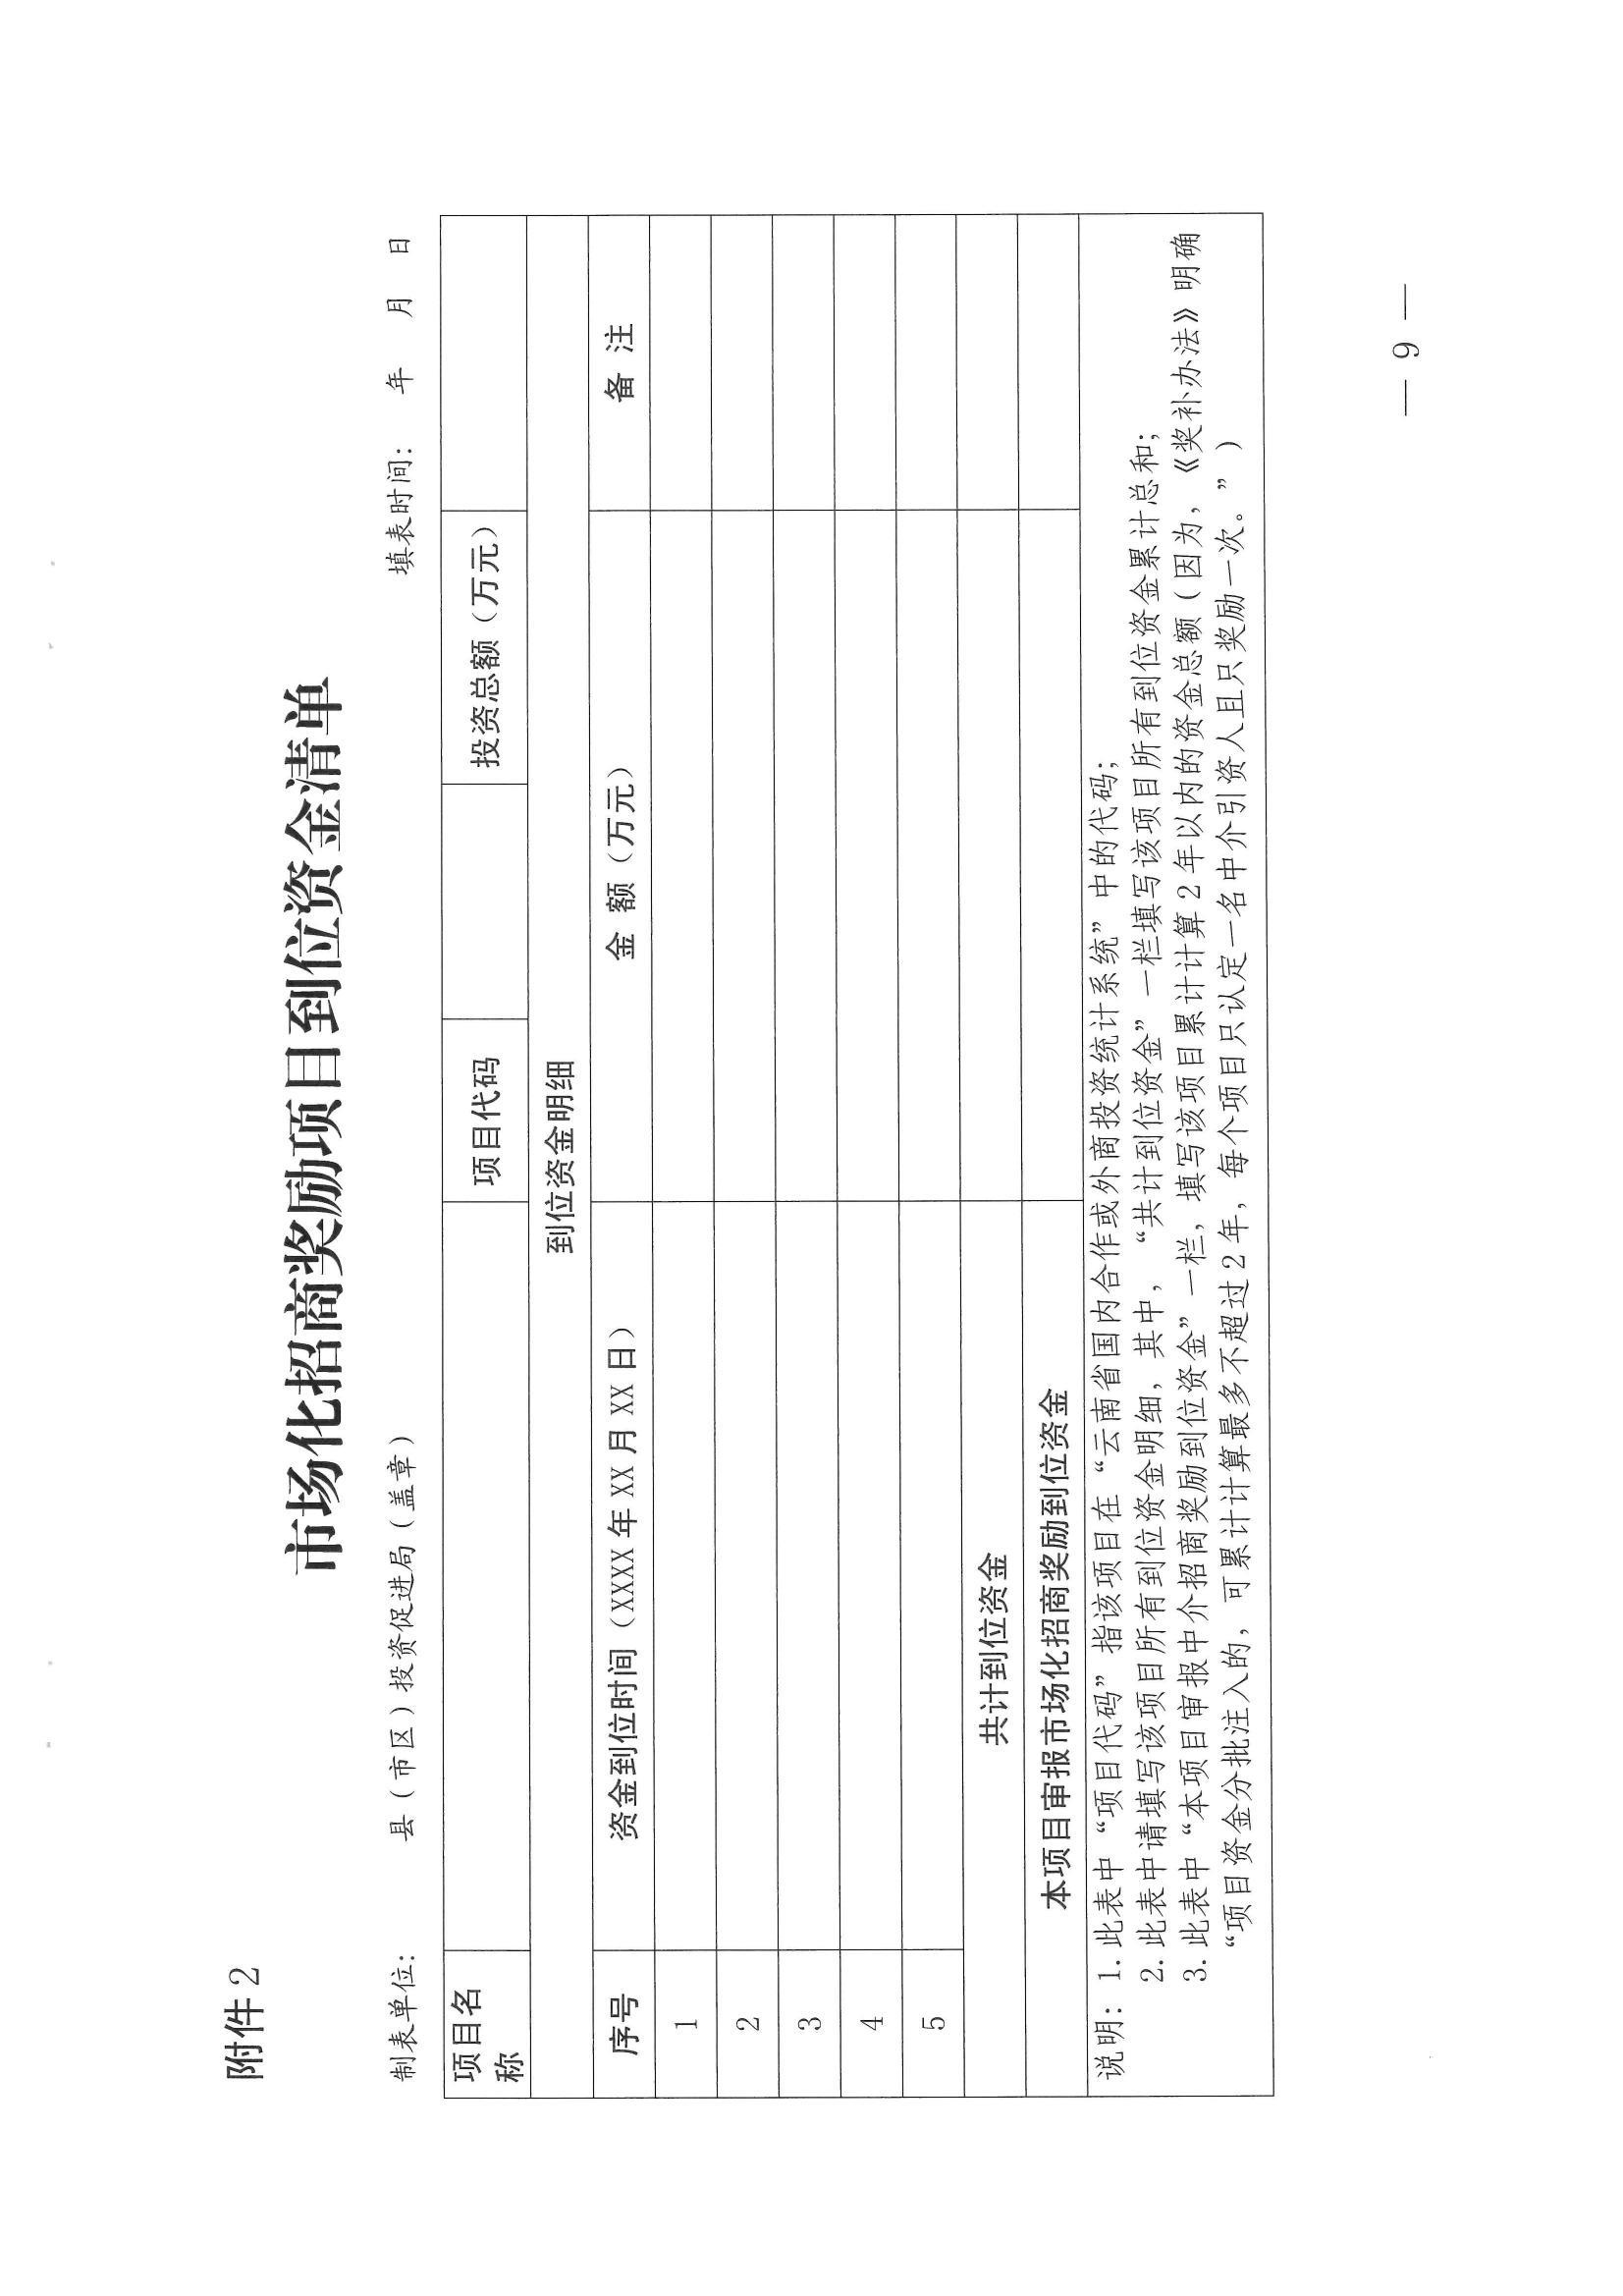 附件2
市场化招商奖励项目到位资金清单
制表单位： 县（市区）投资促进局（盖章） 填表时间： 年 月 日
项目名称 项目代码 投资总额（万元）
到位资金明细
序号 资金到位时间（XXXX年XX月XX日） 金 额（万元） 备 注
1
2
3
4
5
共计到位资金
本项目审报市场化招商奖励到位资金
说明：1.此表中“项目代码”指该项目在“云南省国内合作或外商投资统计系统”中的代码；
2.此表中请填写该项目所有到位资金明细，其中，“共计到位资金”一栏填写该项目所有到位资金累计总和；
3.此表中“本项目审报中介招商奖励到位资金”一栏，填写该项目累计计算2年以内的资金总额（因为，《奖补办法》明确
“项目资金分批注入的，可累计计算最多不超过2年，每个项目只认定一名中介引资人且只奖励一次。”）
— 9 —